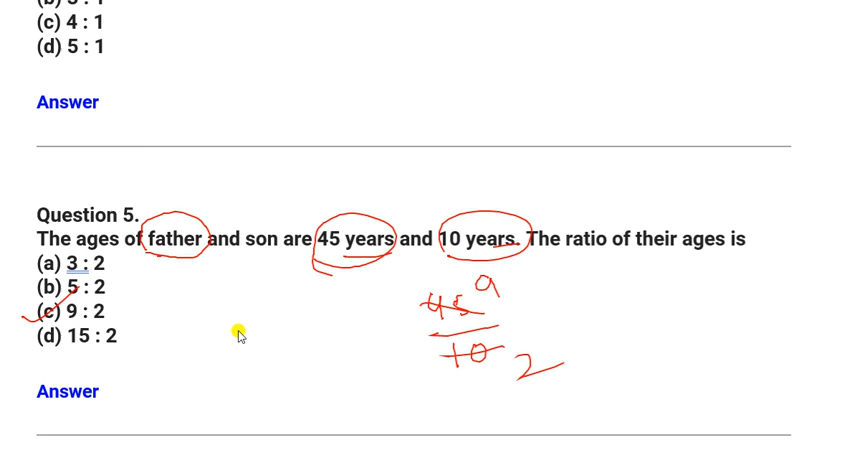 (c) 4 : 1
(d) 5 : 1
Answer
Question 5.
The ages of father and son are 45 years and 10 years. The ratio of their ages is
(a) 3 : 2
(b) 5 : 2
(c) 9 : 2
(d) 15 : 2
9
45
10
2
Answer